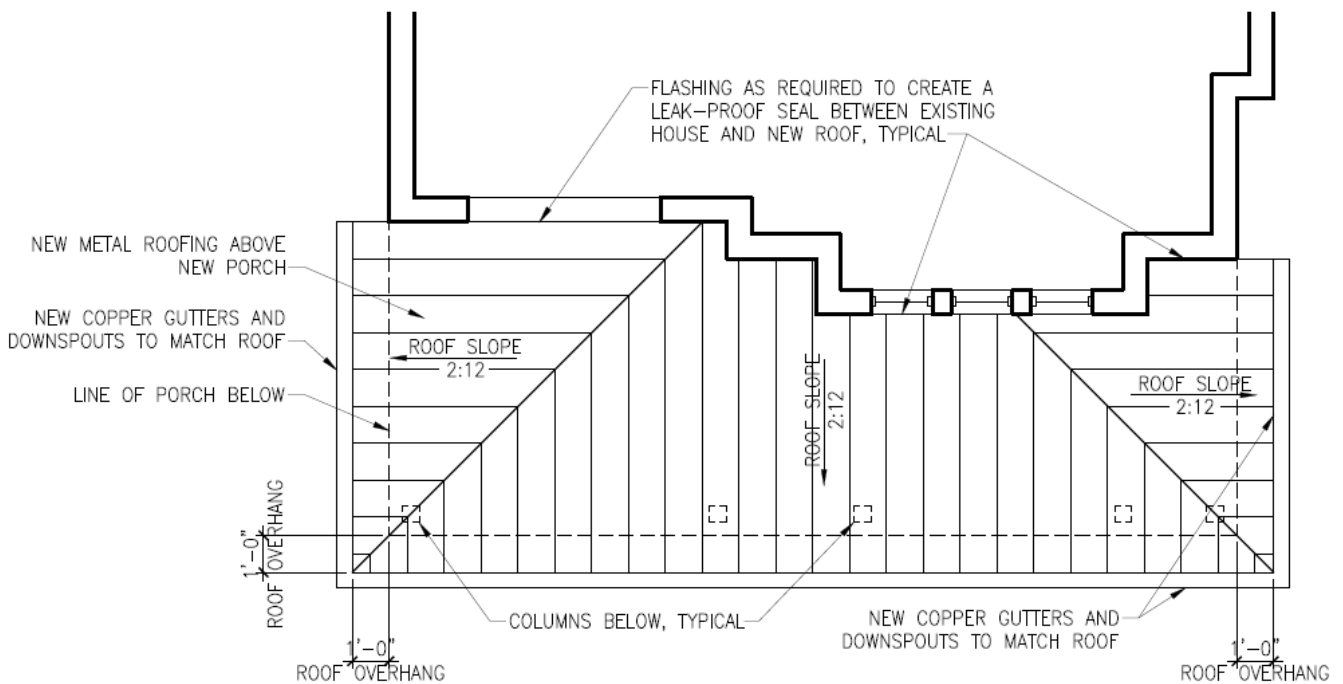 FLASHING AS REQUIRED TO CREATE A
LEAK-PROOF SEAL BETWEEN EXISTING
HOUSE AND NEW ROOF, TYPICAL
NEW METAL ROOFING ABOVE
NEW PORCH
NEW COPPER GUTTERS AND
DOWNSPOUTS TO MATCH ROOF
LINE OF PORCH BELOW
ROOF SLOPE
2:12
ROOF SLOPE
2:12
ROOF SLOPE
2:12
1'-0"
ROOF OVERHANG
COLUMNS BELOW, TYPICAL
NEW COPPER GUTTERS AND
DOWNSPOUTS TO MATCH ROOF
1'-0"
ROOF OVERHANG
1'-0"
ROOF OVERHANG